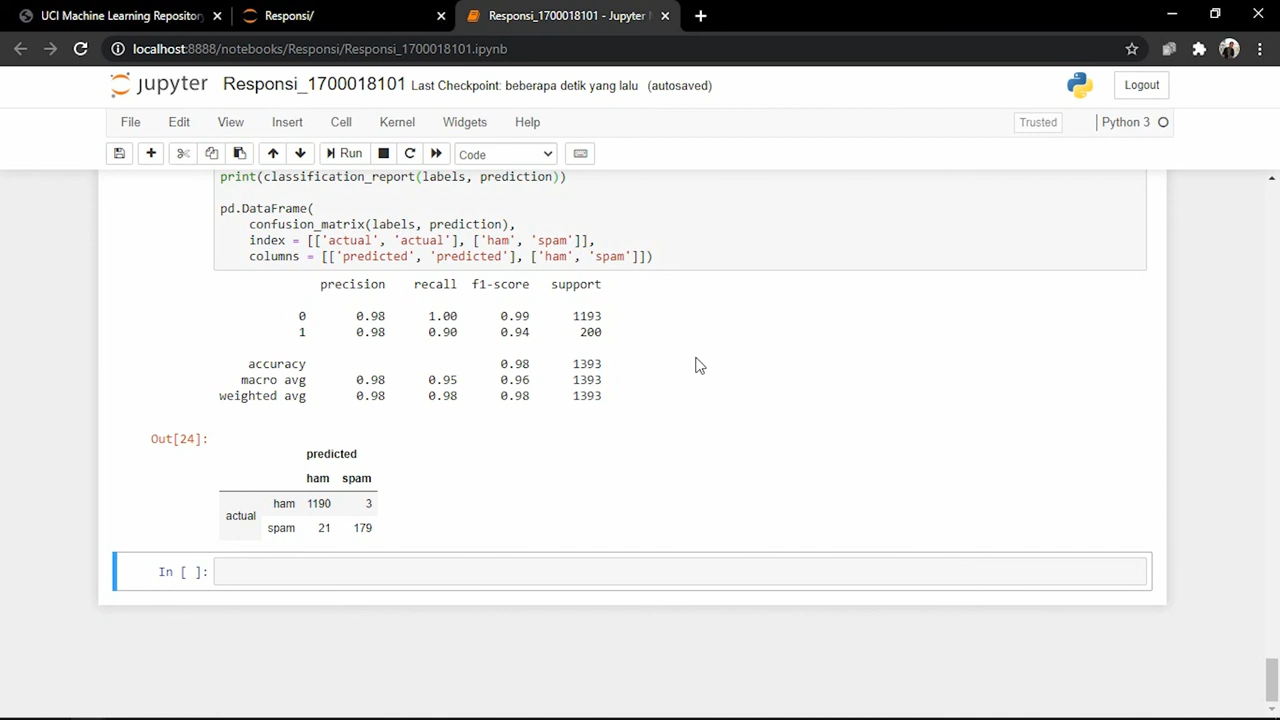 UCI Machine Learning Repository
Responsi/
Responsi_1700018101 - Jupyter
localhost:8888/notebooks/Responsi/Responsi_1700018101.ipynb
jupyter Responsi_1700018101 Last Checkpoint: beberapa detik yang lalu (autosaved)
Logout
File Edit View Insert Cell Kernel Widgets Help
Trusted Python 3
Run Code
print(classification_report(labels, prediction))
pd.DataFrame(
confusion_matrix(labels, prediction),
index = [['actual', 'actual'], ['ham', 'spam']],
columns = [['predicted', 'predicted'], ['ham', 'spam']])
precision recall f1-score support
0 0.98 1.00 0.99 1193
1 0.98 0.90 0.94 200
accuracy 0.98 1393
macro avg 0.98 0.95 0.96 1393
weighted avg 0.98 0.98 0.98 1393
Out[24]:
predicted
ham spam
actual ham 1190 3
spam 21 179
In [ ]: